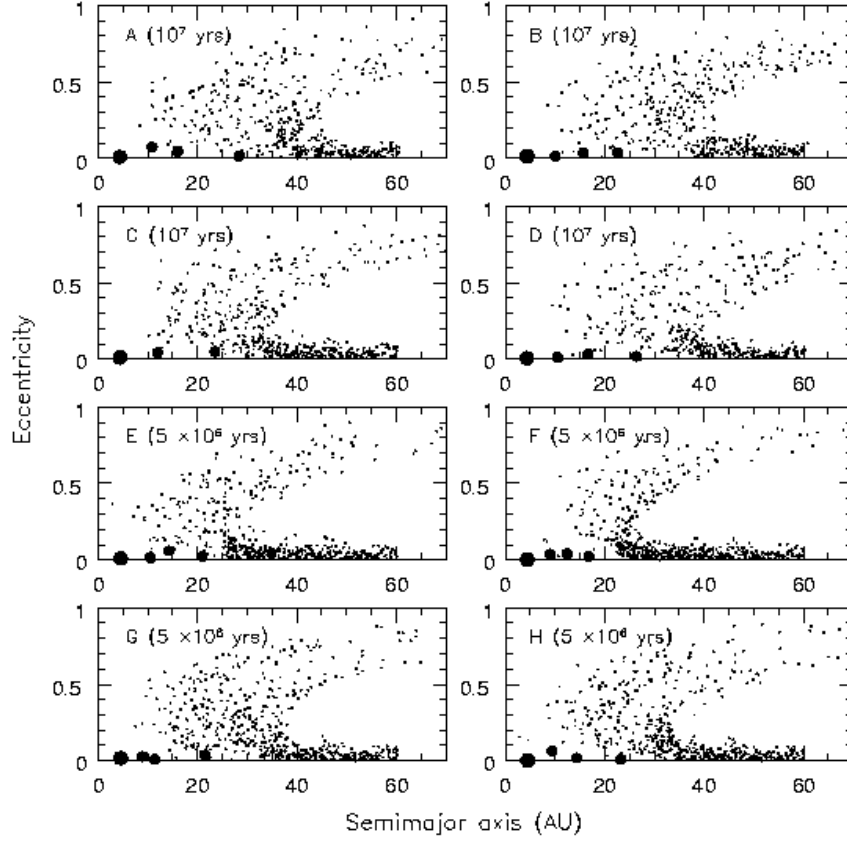 Eccentricity
1
A (10⁷ yrs)
0.5
0
0 20 40 60
1
B (10⁷ yrs)
0.5
0
0 20 40 60
1
C (10⁷ yrs)
0.5
0
0 20 40 60
1
D (10⁷ yrs)
0.5
0
0 20 40 60
1
E (5 ×10⁶ yrs)
0.5
0
0 20 40 60
1
F (5 ×10⁶ yrs)
0.5
0
0 20 40 60
1
G (5 ×10⁶ yrs)
0.5
0
0 20 40 60
1
H (5 ×10⁶ yrs)
0.5
0
0 20 40 60
Semimajor axis (AU)